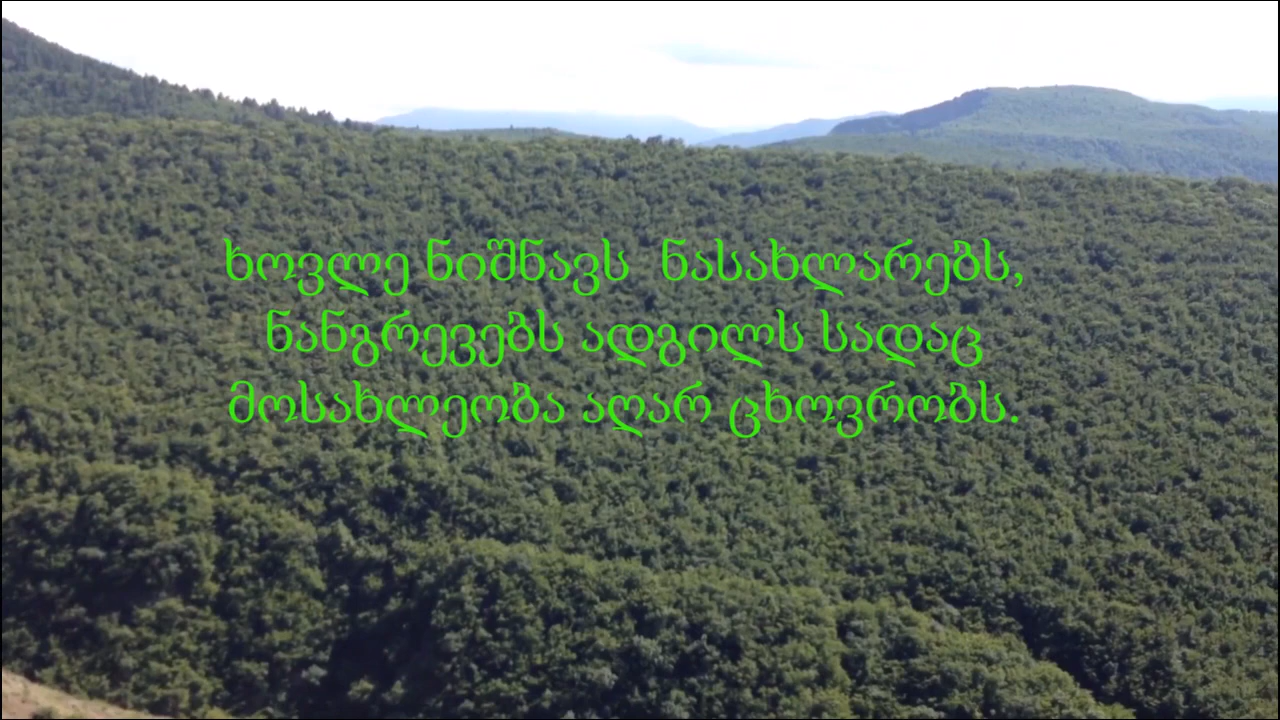 ხოვლე ნიშნავს ნასახლარებს,
ნანგრევებს ადგილს სადაც
მოსახლეობა აღარ ცხოვრობს.